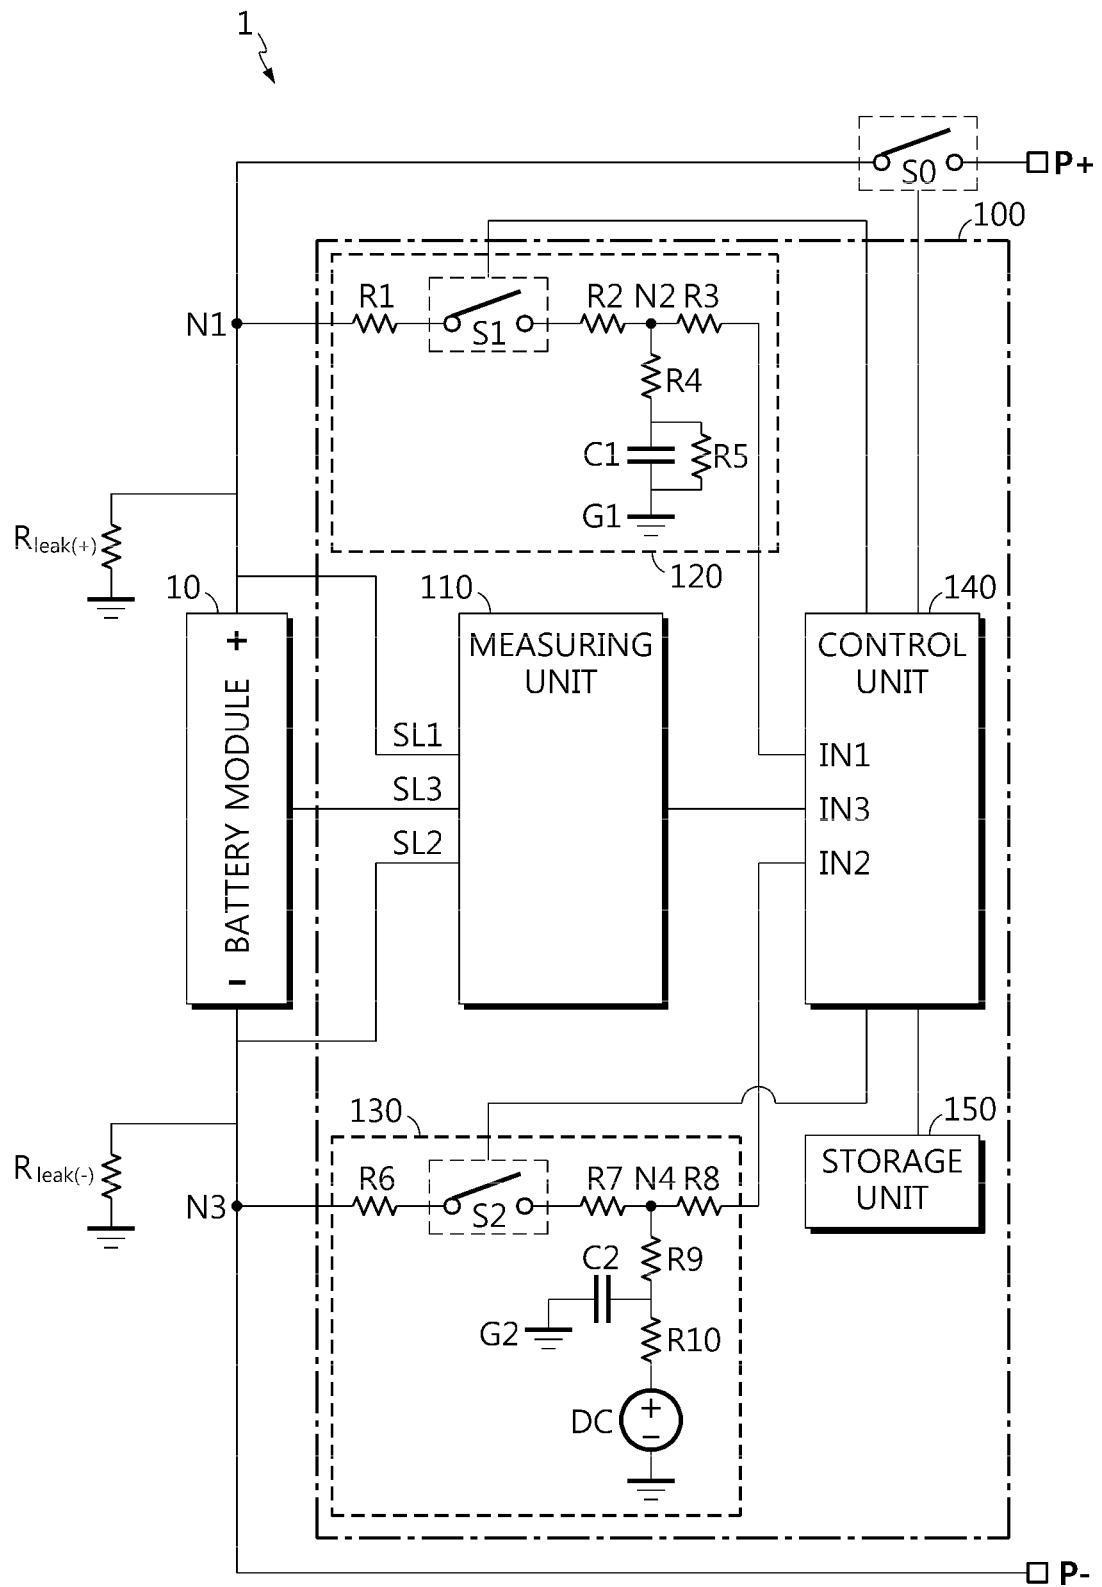 1
S0
P+
100
R1
S1
R2
N2
R3
N1
R4
C1
R5
G1
Rleak(+)
120
10
110
140
+
MEASURING
UNIT
CONTROL
UNIT
BATTERY MODULE
SL1
IN1
SL3
IN3
SL2
IN2
−
130
150
Rleak(-)
R6
S2
R7
N4
R8
STORAGE
UNIT
N3
C2
R9
G2
R10
DC
+
−
P-